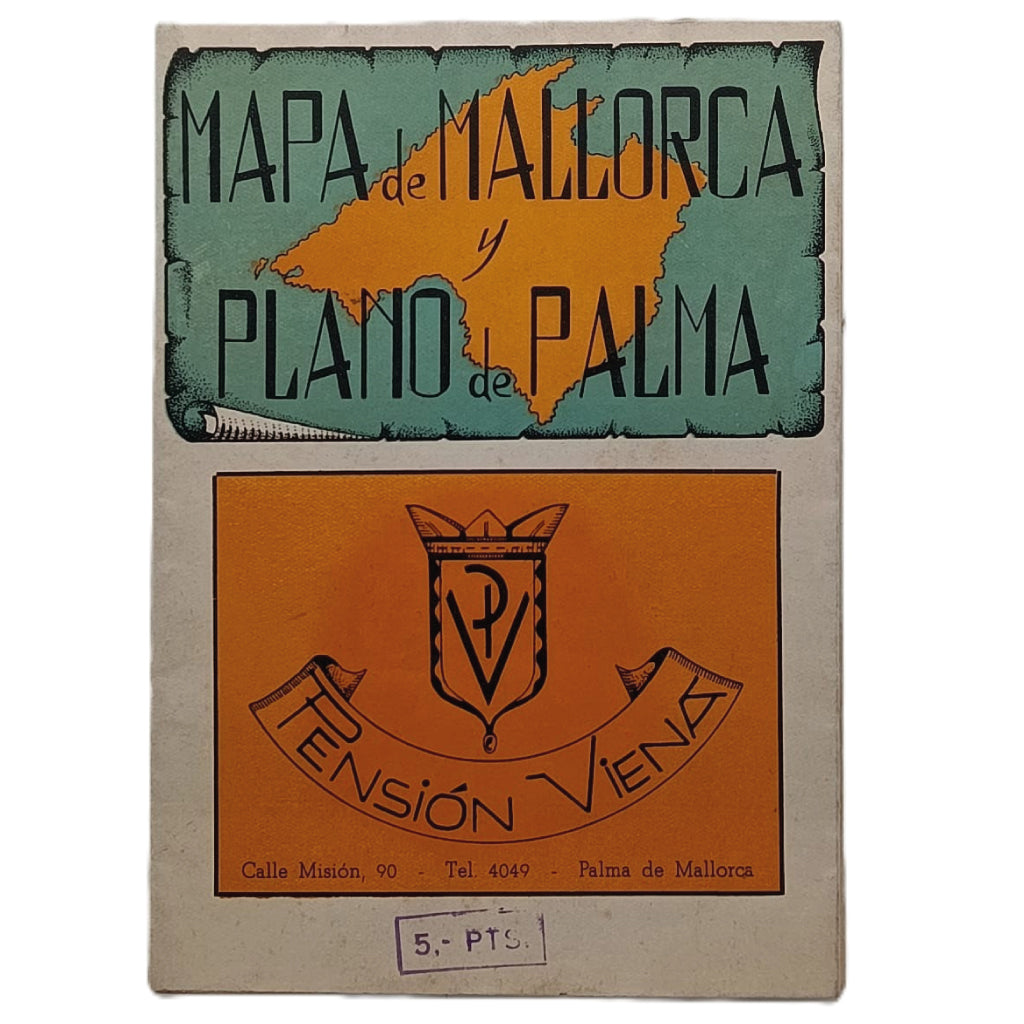 MAPA de MALLORCA
y
PLANO de PALMA
PV
PENSIÓN VIENA
Calle Misión, 90 - Tel. 4049 - Palma de Mallorca
5,- PTS.